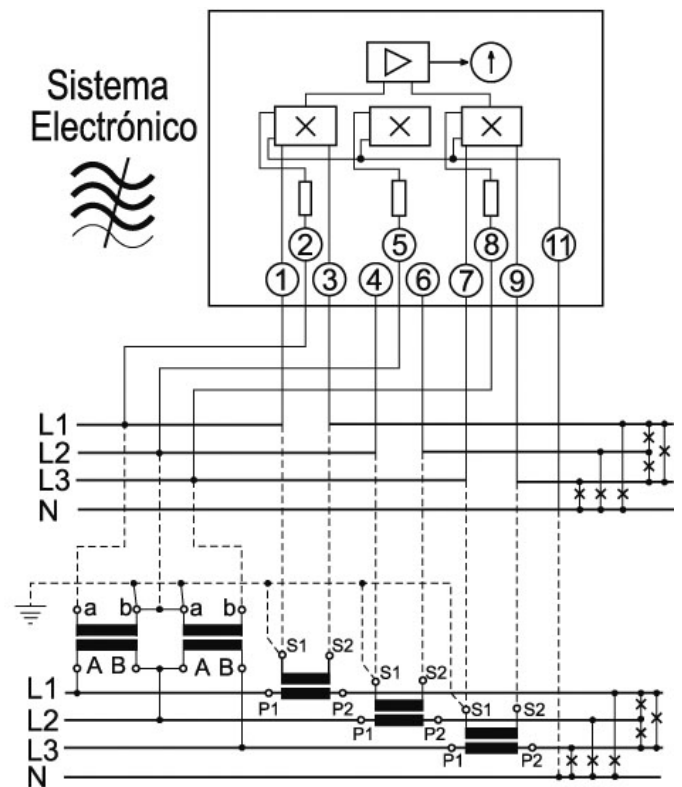 Sistema
Electrónico
2 5 8 11
1 3 4 6 7 9
L1
L2
L3
N
a b a b
A B A B
S1 S2
S1 S2
S1 S2
L1
P1 P2
L2
P1 P2
L3
P1 P2
N